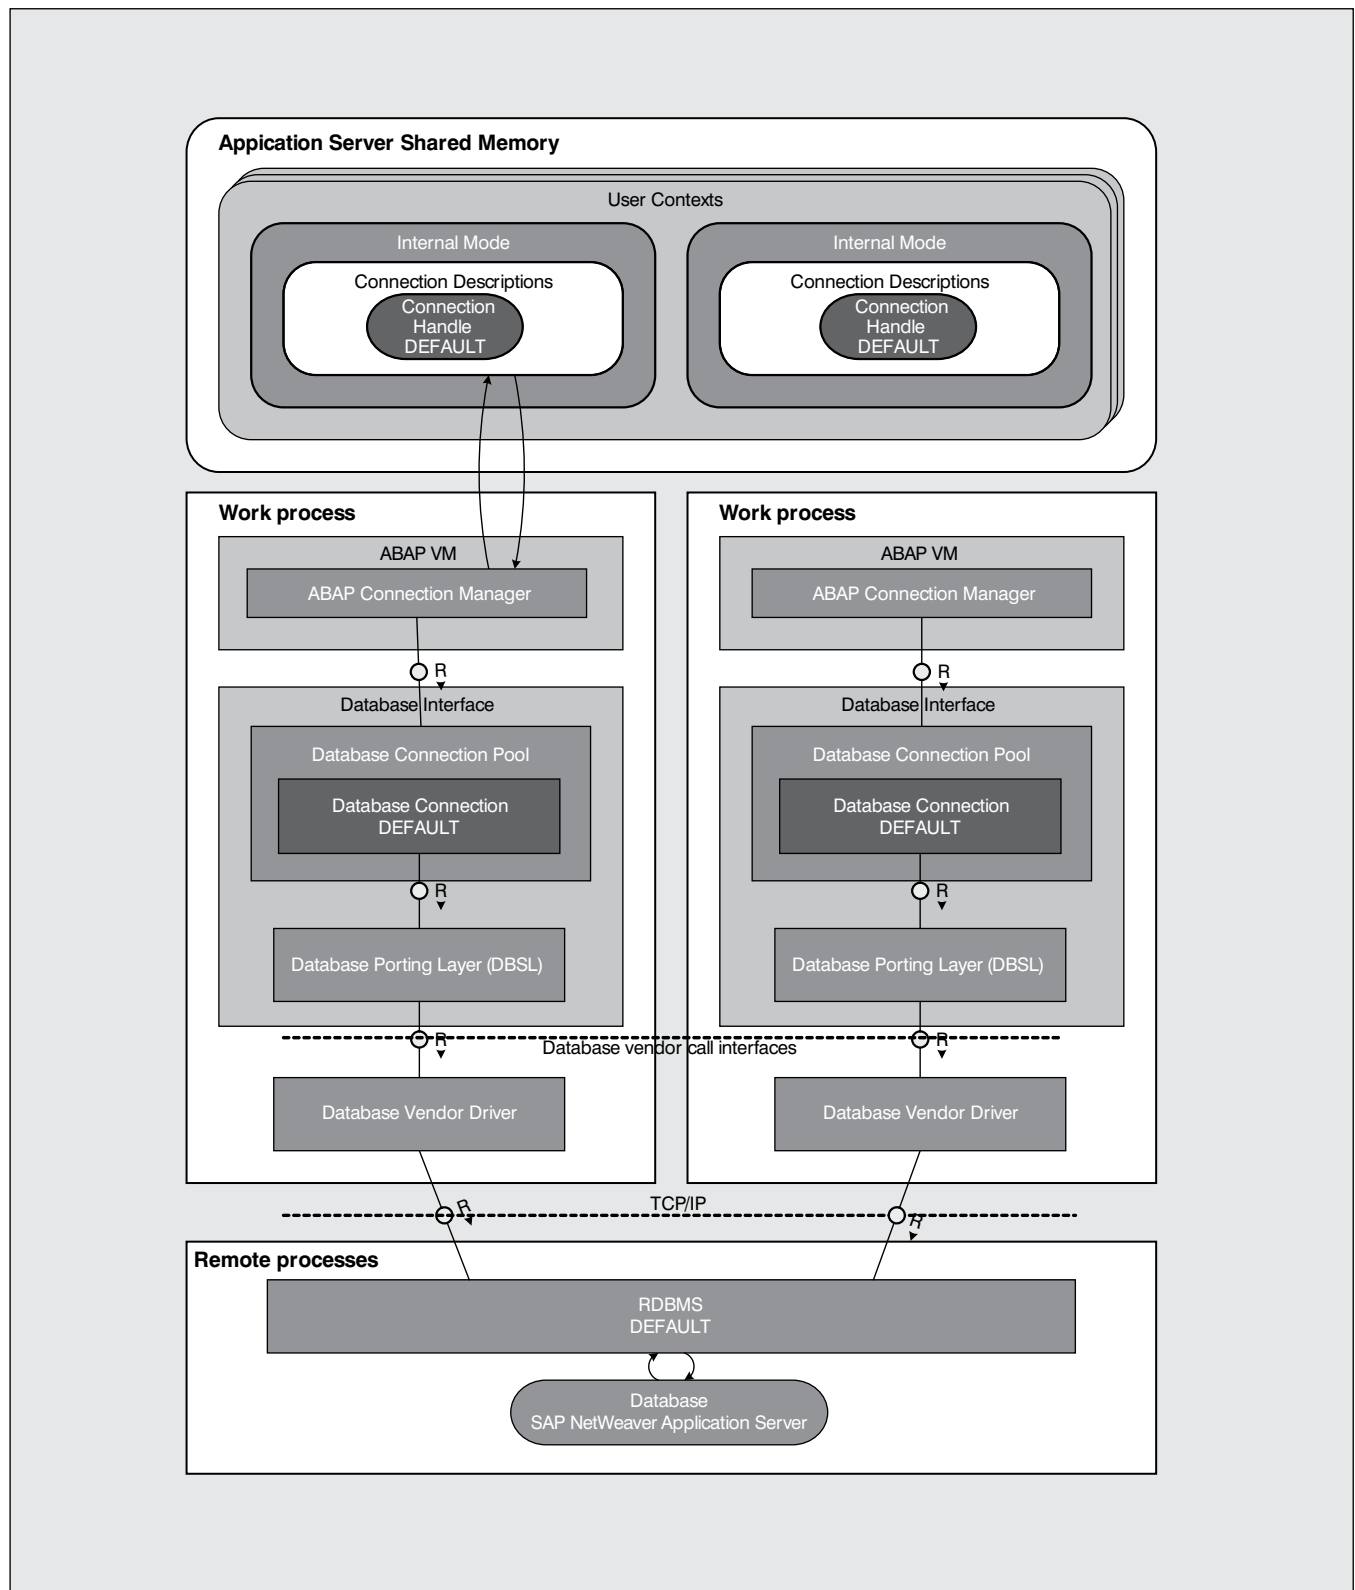 Appication Server Shared Memory
User Contexts
Internal Mode
Connection Descriptions
Connection
Handle
DEFAULT
Internal Mode
Connection Descriptions
Connection
Handle
DEFAULT
Work process
ABAP VM
ABAP Connection Manager
R
Database Interface
Database Connection Pool
Database Connection
DEFAULT
R
Database Porting Layer (DBSL)
R
Database Vendor Driver
Work process
ABAP VM
ABAP Connection Manager
R
Database Interface
Database Connection Pool
Database Connection
DEFAULT
R
Database Porting Layer (DBSL)
R
Database Vendor Driver
Database vendor call interfaces
R
TCP/IP
R
Remote processes
RDBMS
DEFAULT
Database
SAP NetWeaver Application Server